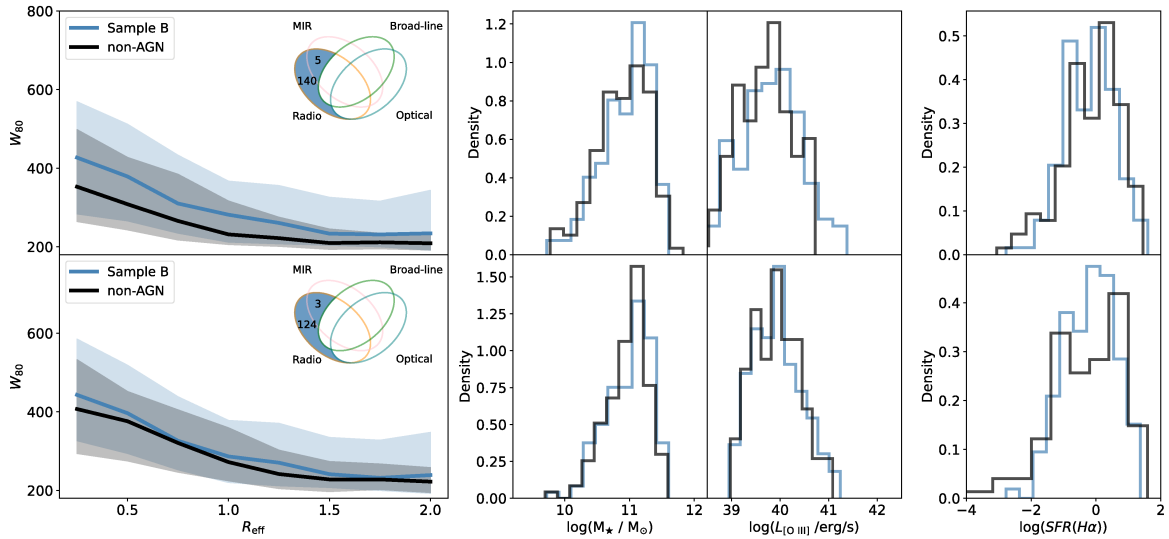 Sample B
non-AGN
MIR
Broad-line
5
140
Radio
Optical
800
600
400
200
W80
1.2
1.0
0.8
0.6
0.4
0.2
0.0
Density
0.5
0.4
0.3
0.2
0.1
0.0
Density
Sample B
non-AGN
MIR
Broad-line
3
124
Radio
Optical
600
400
200
W80
0.5
1.0
1.5
2.0
Reff
1.50
1.25
1.00
0.75
0.50
0.25
0.00
Density
10
11
12
log(M★ / M⊙)
39
40
41
42
log(L[O III] /erg/s)
0.4
0.3
0.2
0.1
0.0
Density
−4
−2
0
2
log(SFR(Hα)